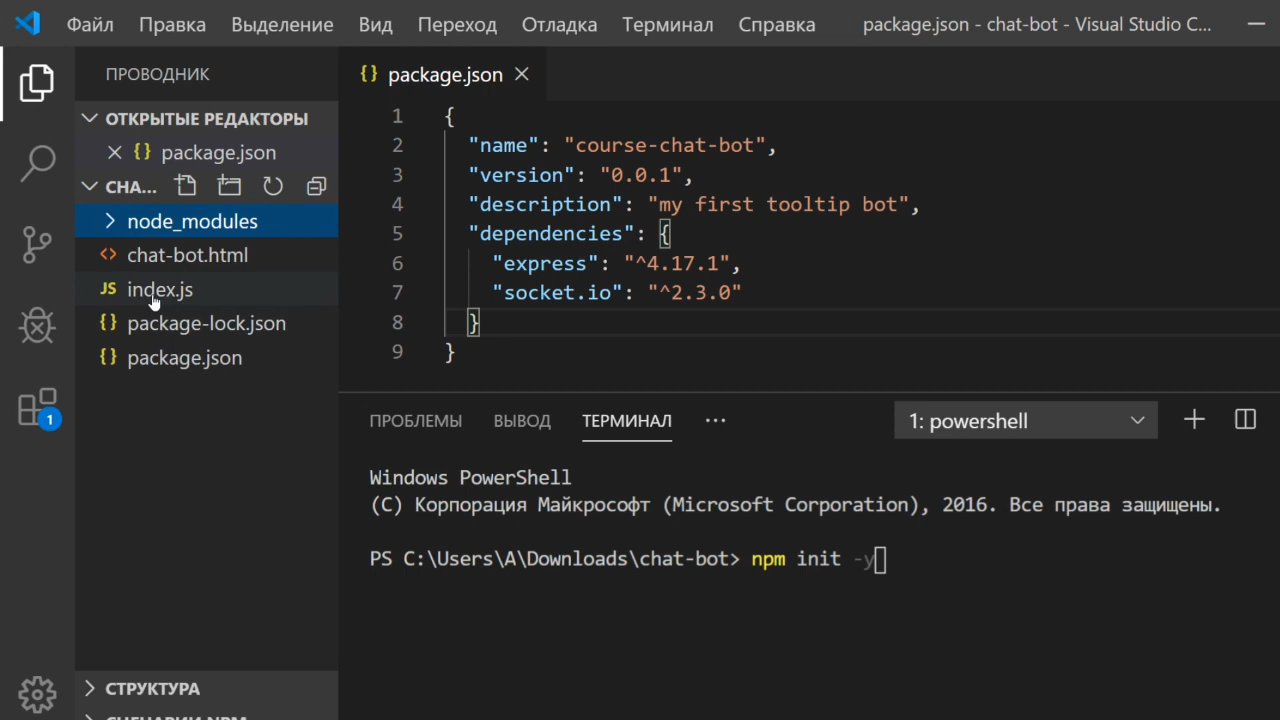 Файл Правка Выделение Вид Переход Отладка Терминал Справка package.json - chat-bot - Visual Studio C...
ПРОВОДНИК
ОТКРЫТЫЕ РЕДАКТОРЫ
{} package.json
CHA...
node_modules
<> chat-bot.html
JS index.js
{} package-lock.json
{} package.json
1
СТРУКТУРА
СЦЕНАРИИ NPM
{} package.json
1 {
2 "name": "course-chat-bot",
3 "version": "0.0.1",
4 "description": "my first tooltip bot",
5 "dependencies": {
6 "express": "^4.17.1",
7 "socket.io": "^2.3.0"
8 }
9 }
ПРОБЛЕМЫ ВЫВОД ТЕРМИНАЛ ··· 1: powershell
Windows PowerShell
(C) Корпорация Майкрософт (Microsoft Corporation), 2016. Все права защищены.
PS C:\Users\A\Downloads\chat-bot> npm init -y